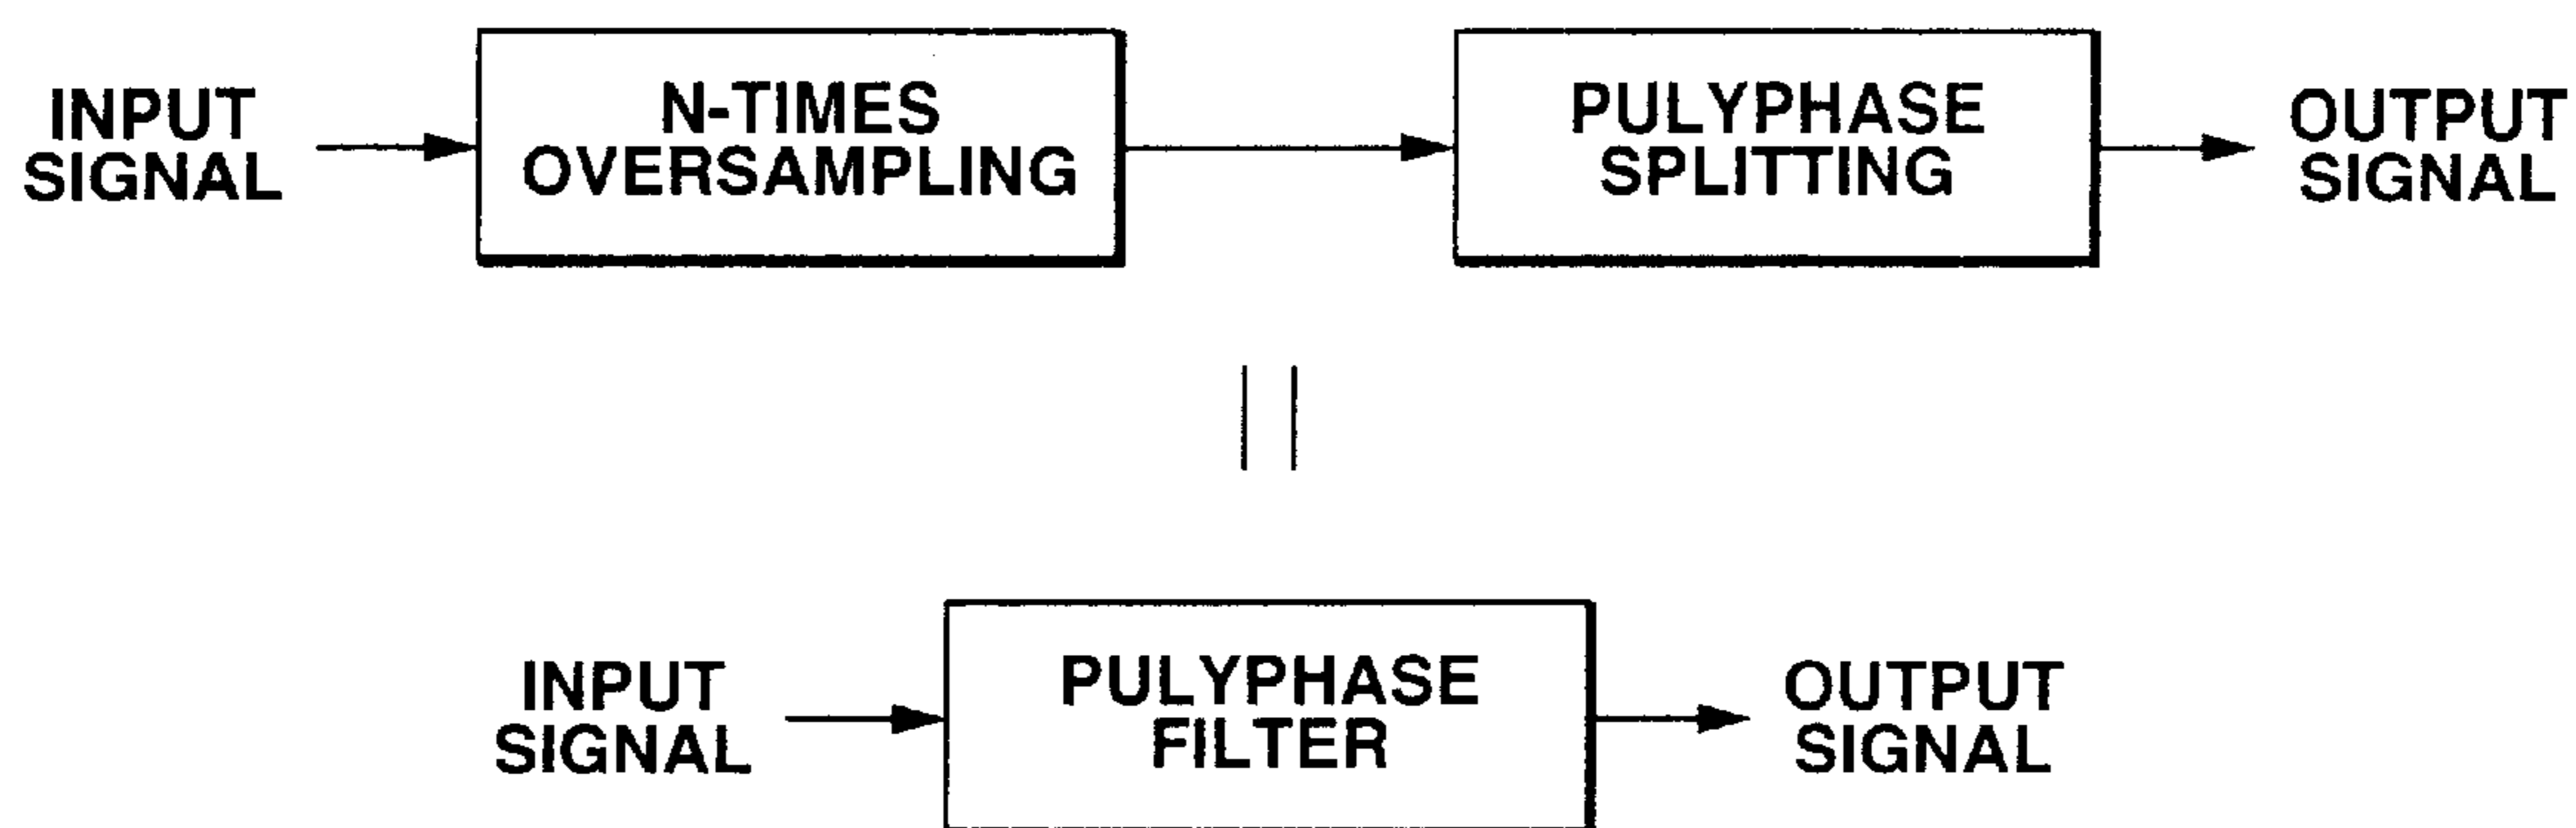 INPUT
SIGNAL
N-TIMES
OVERSAMPLING
PULYPHASE
SPLITTING
OUTPUT
SIGNAL
INPUT
SIGNAL
PULYPHASE
FILTER
OUTPUT
SIGNAL